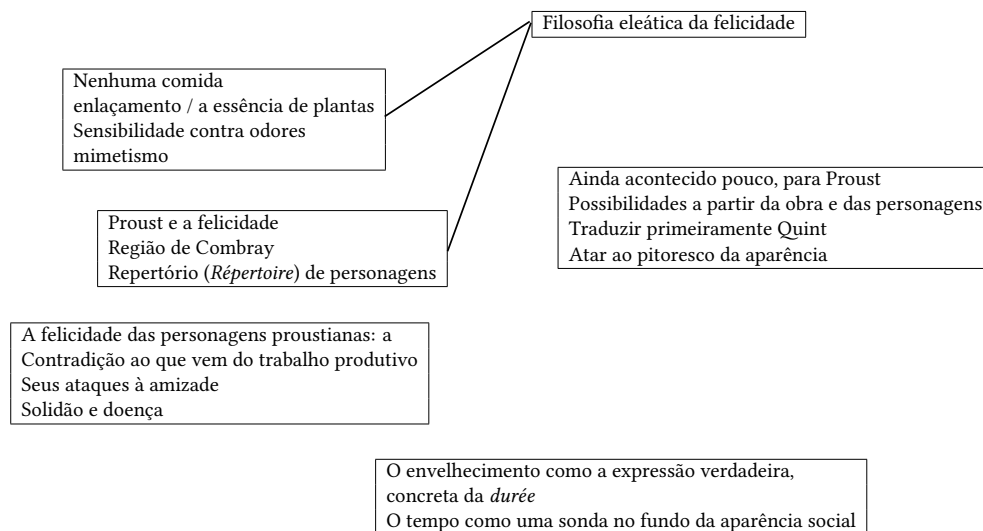 Filosofia eleática da felicidade
Nenhuma comida
enlaçamento / a essência de plantas
Sensibilidade contra odores
mimetismo
Ainda acontecido pouco, para Proust
Possibilidades a partir da obra e das personagens
Traduzir primeiramente Quint
Atar ao pitoresco da aparência
Proust e a felicidade
Região de Combray
Repertório (Répertoire) de personagens
A felicidade das personagens proustianas: a
Contradição ao que vem do trabalho produtivo
Seus ataques à amizade
Solidão e doença
O envelhecimento como a expressão verdadeira,
concreta da durée
O tempo como uma sonda no fundo da aparência social